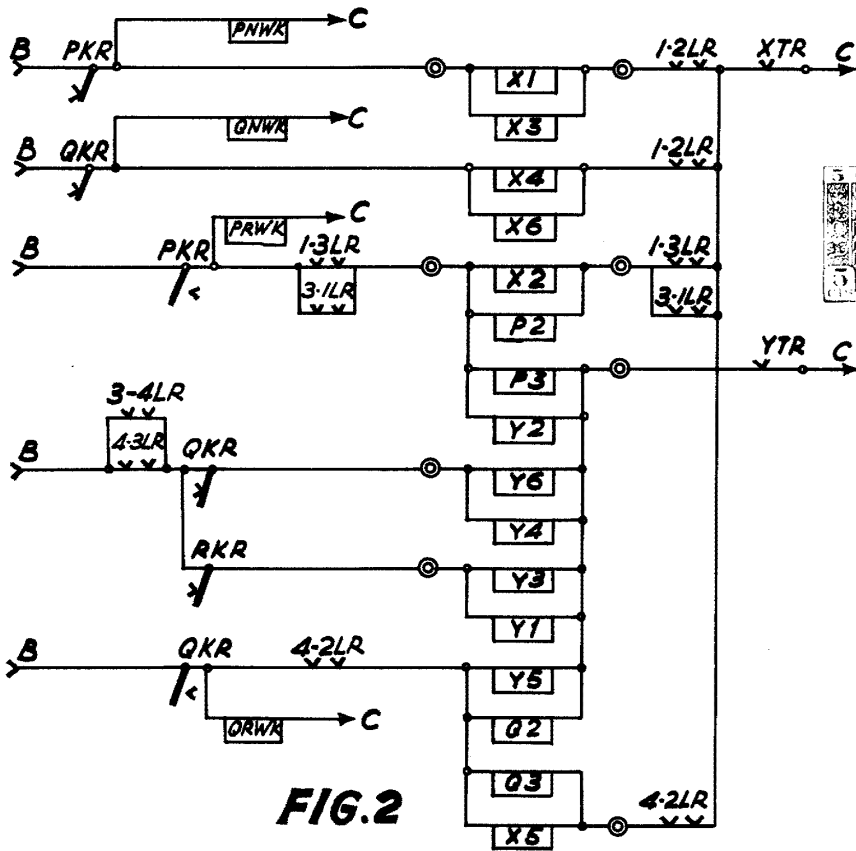 B PKR PNWK C X1 1-2LR XTR C
X3
B QKR QNWK C X4 1-2LR
X6
B PKR PRWK C 1-3LR X2 1-3LR
3-1LR P2 3-1LR
P3 YTR C
Y2
3-4LR
B 4-3LR QKR Y6
Y4
RKR Y3
Y1
B QKR 4-2LR Y5
QRWK C Q2
Q3
X5 4-2LR
FIG.2
5
5